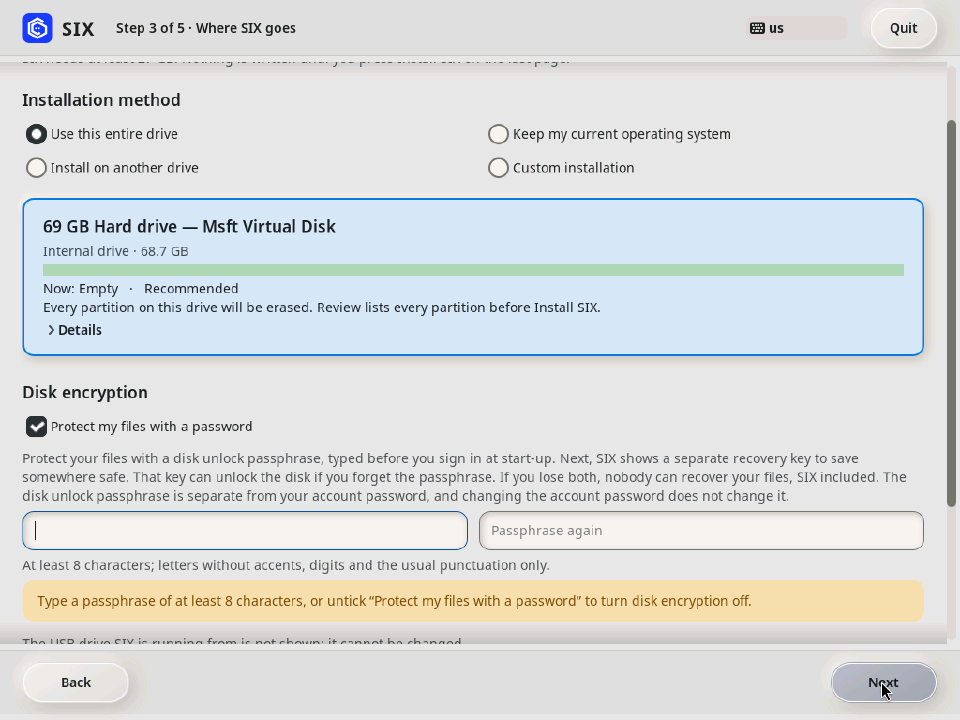 SIX
Step 3 of 5 · Where SIX goes
us
Quit
Installation method
Use this entire drive
Keep my current operating system
Install on another drive
Custom installation
69 GB Hard drive — Msft Virtual Disk
Internal drive · 68.7 GB
Now: Empty · Recommended
Every partition on this drive will be erased. Review lists every partition before Install SIX.
Details
Disk encryption
Protect my files with a password
Protect your files with a disk unlock passphrase, typed before you sign in at start-up. Next, SIX shows a separate recovery key to save
somewhere safe. That key can unlock the disk if you forget the passphrase. If you lose both, nobody can recover your files, SIX included. The
disk unlock passphrase is separate from your account password, and changing the account password does not change it.
Passphrase again
At least 8 characters; letters without accents, digits and the usual punctuation only.
Type a passphrase of at least 8 characters, or untick “Protect my files with a password” to turn disk encryption off.
The USB drive SIX is running from is not shown; it cannot be changed.
Back
Next